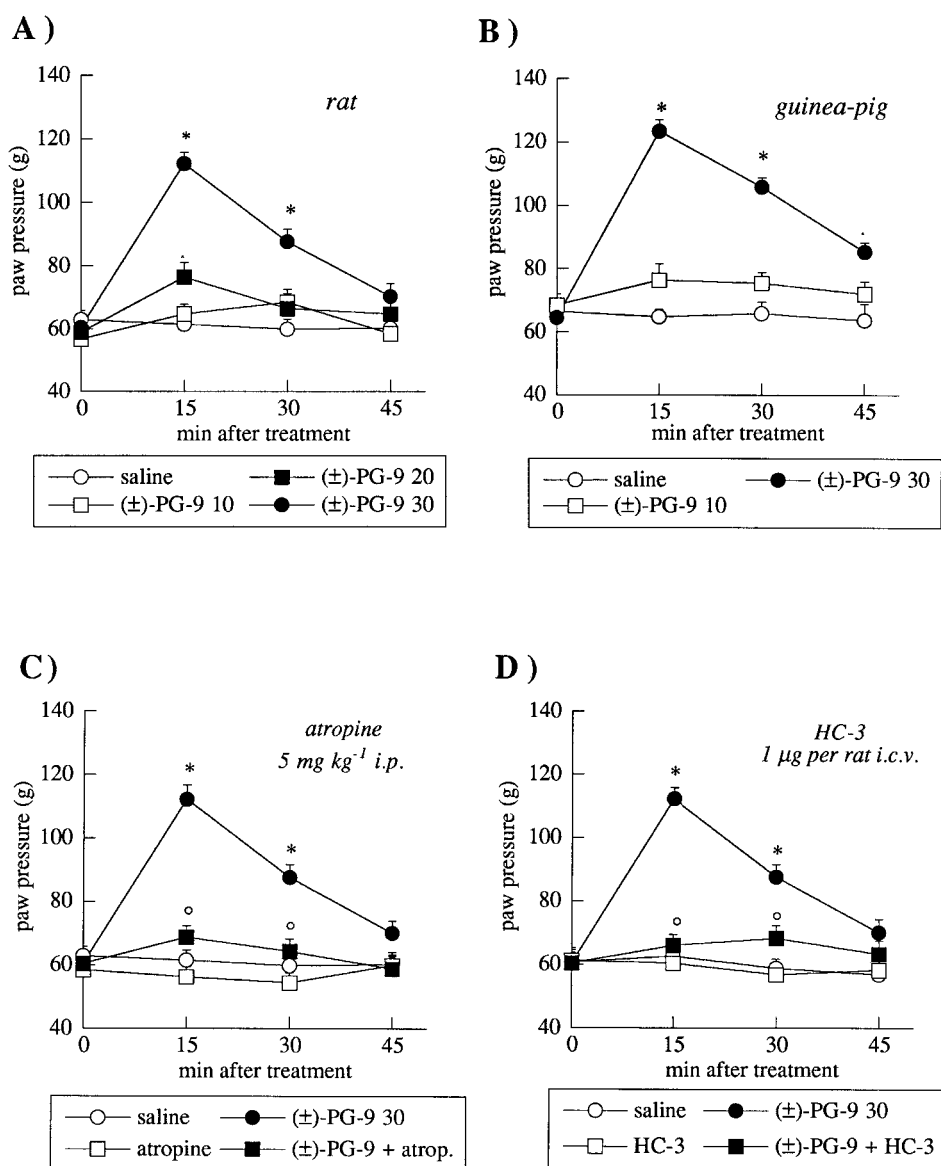 A )
rat
paw pressure (g)
140
120
100
80
60
40
0 15 30 45
min after treatment
* *
saline (±)-PG-9 20
(±)-PG-9 10 (±)-PG-9 30
B )
guinea-pig
paw pressure (g)
140
120
100
80
60
40
0 15 30 45
min after treatment
* *
saline (±)-PG-9 30
(±)-PG-9 10
C )
atropine
5 mg kg⁻¹ i.p.
paw pressure (g)
140
120
100
80
60
40
0 15 30 45
min after treatment
* *
° °
saline (±)-PG-9 30
atropine (±)-PG-9 + atrop.
D )
HC-3
1 µg per rat i.c.v.
paw pressure (g)
140
120
100
80
60
40
0 15 30 45
min after treatment
* *
° °
saline (±)-PG-9 30
HC-3 (±)-PG-9 + HC-3